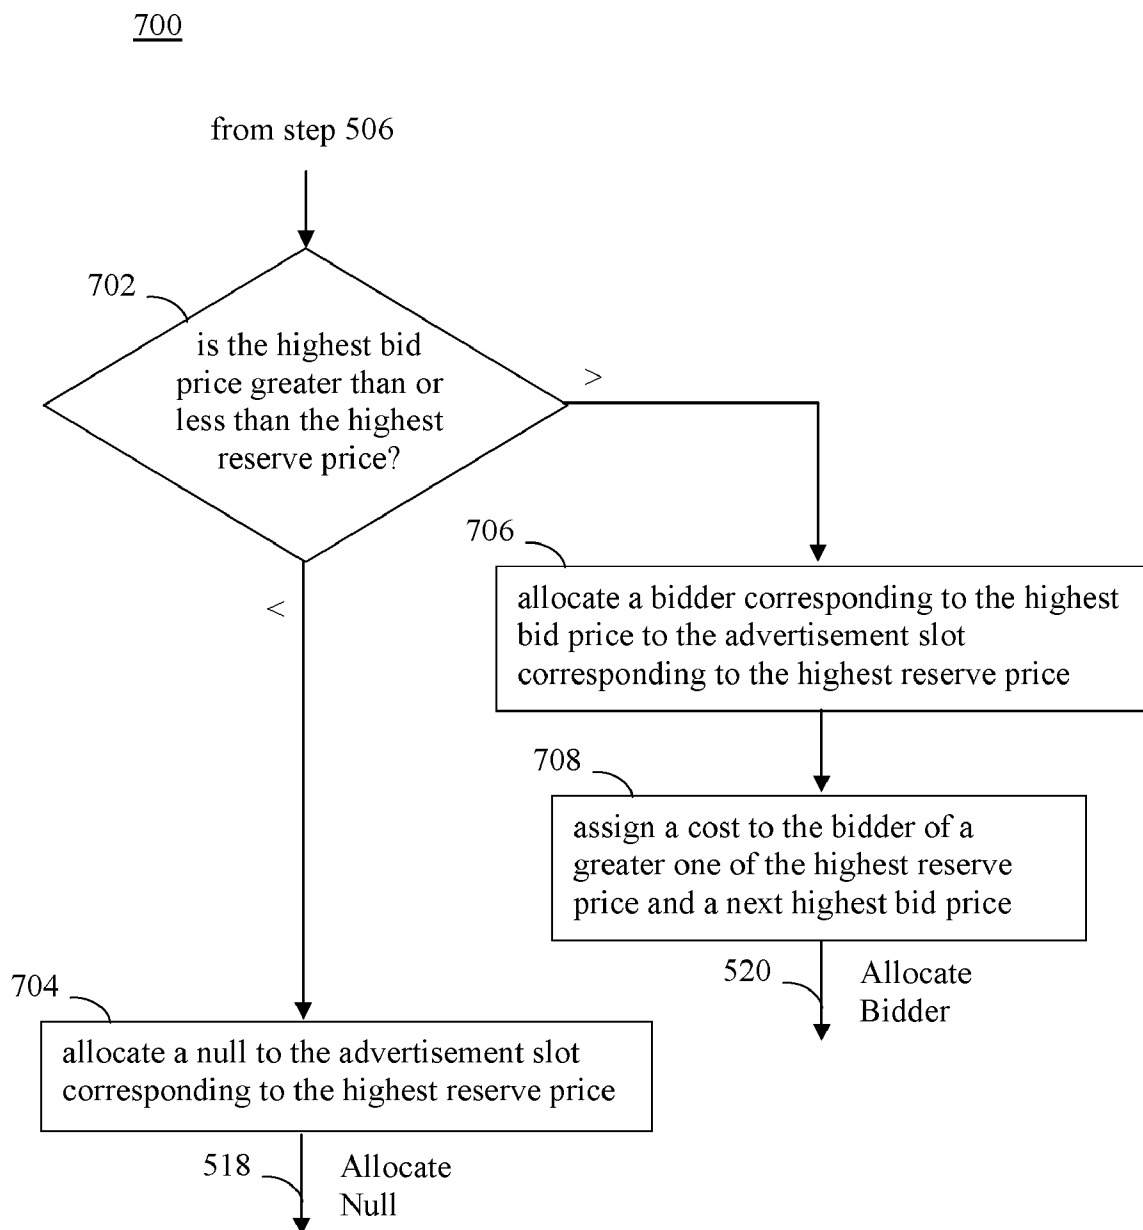 700
from step 506
702
is the highest bid
price greater than or
less than the highest
reserve price?
>
<
706
allocate a bidder corresponding to the highest
bid price to the advertisement slot
corresponding to the highest reserve price
708
assign a cost to the bidder of a
greater one of the highest reserve
price and a next highest bid price
520
Allocate
Bidder
704
allocate a null to the advertisement slot
corresponding to the highest reserve price
518
Allocate
Null